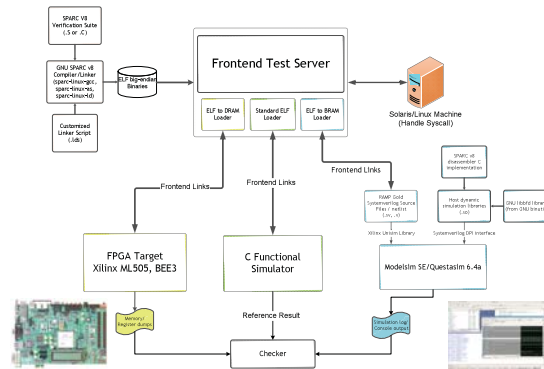 SPARC V8
Verification Suite
(.S or .C)
GNU SPARC v8
Compiler/Linker
(sparc-linux-gcc,
sparc-linux-as,
sparc-linux-ld)
Customized
Linker Script
(.lds)
ELF big-endian
Binaries
Frontend Test Server
ELF to DRAM
Loader
Standard ELF
Loader
ELF to BRAM
Loader
Solaris/Linux Machine
(Handle Syscall)
Frontend Links
Frontend Links
Frontend Links
SPARC v8
disassembler C
implementation
RAMP Gold
Systemverilog Source
Files / netlist
(.sv, .v)
Host dynamic
simulation libraries
(.so)
GNU libbfd library
(from GNU binutils)
Xilinx Unisim Library
Systemverilog DPI interface
FPGA Target
Xilinx ML505, BEE3
C Functional
Simulator
Modelsim SE/Questasim 6.4a
Memory/
Register dumps
Reference Result
Simulation Log/
Console output
Checker